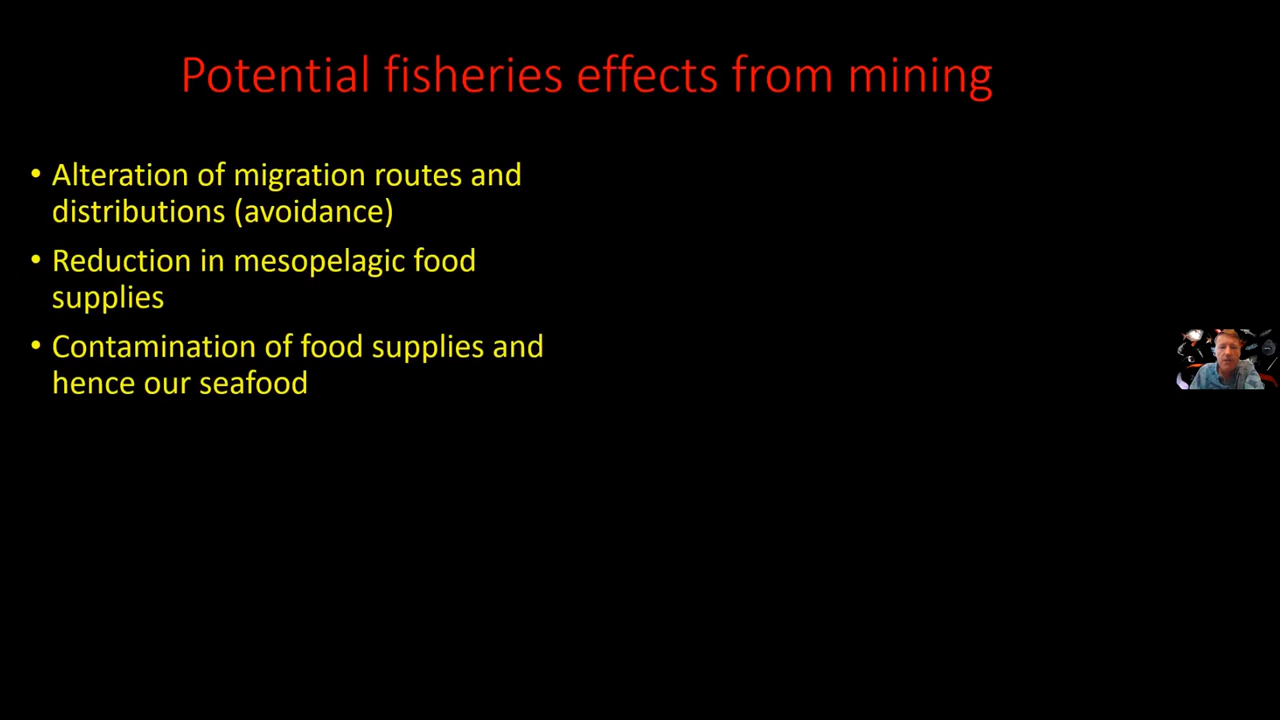 Potential fisheries effects from mining
• Alteration of migration routes and
distributions (avoidance)
• Reduction in mesopelagic food
supplies
• Contamination of food supplies and
hence our seafood